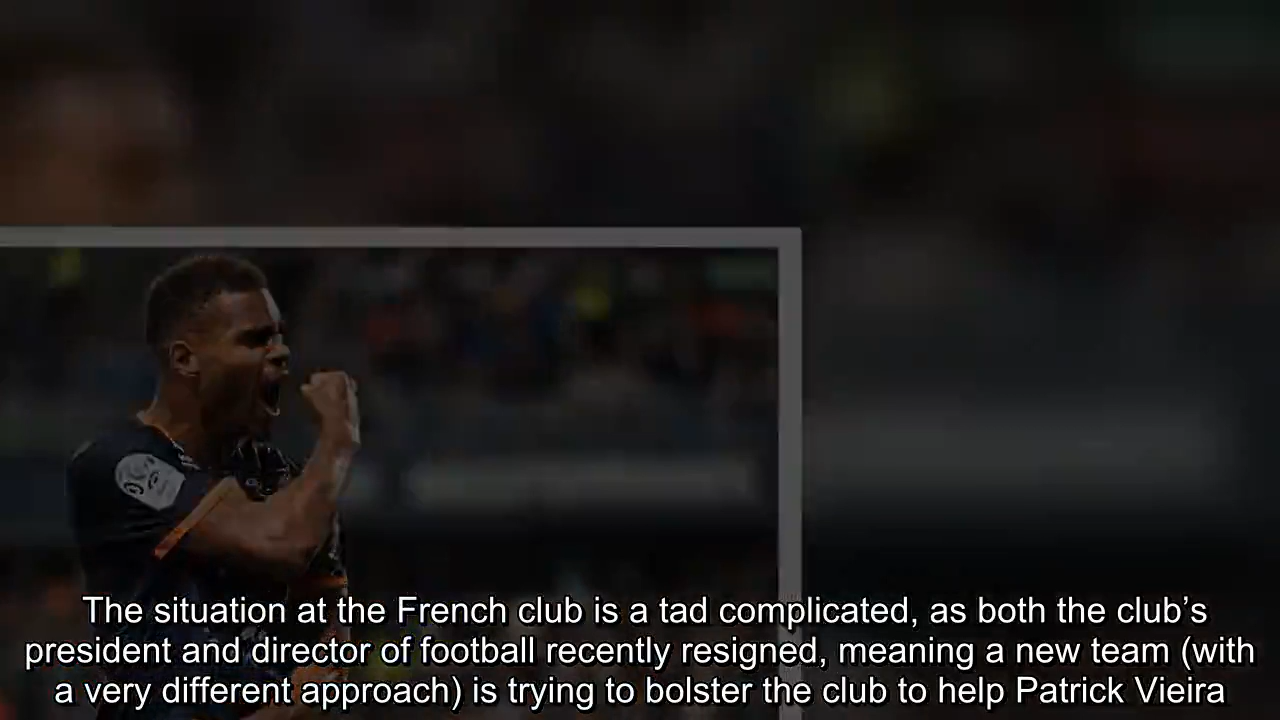 The situation at the French club is a tad complicated, as both the club’s
president and director of football recently resigned, meaning a new team (with
a very different approach) is trying to bolster the club to help Patrick Vieira